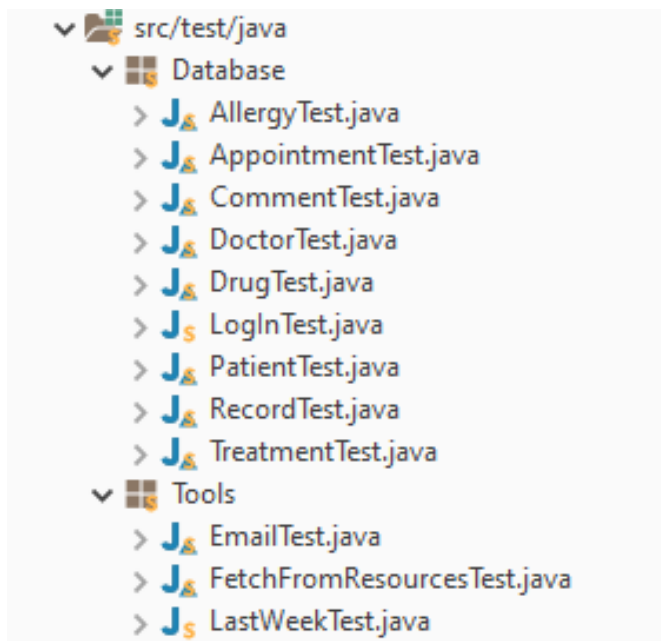 src/test/java
Database
AllergyTest.java
AppointmentTest.java
CommentTest.java
DoctorTest.java
DrugTest.java
LogInTest.java
PatientTest.java
RecordTest.java
TreatmentTest.java
Tools
EmailTest.java
FetchFromResourcesTest.java
LastWeekTest.java